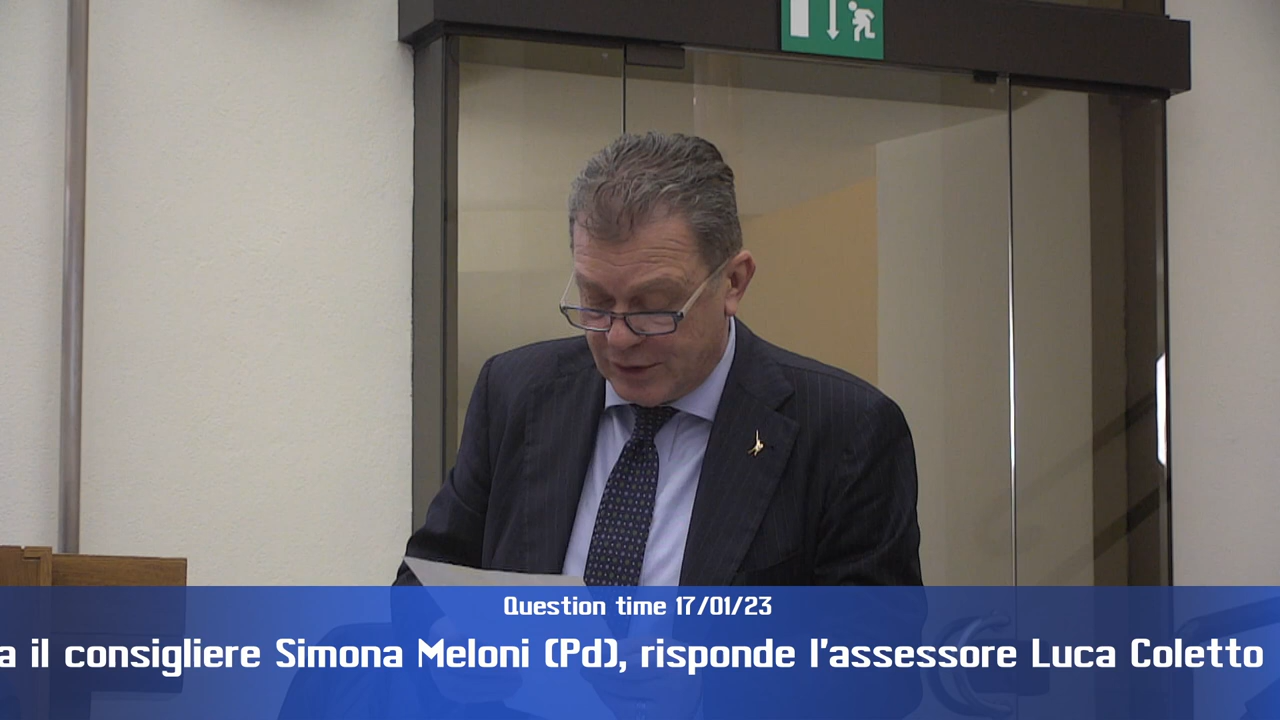 Question time 17/01/23
a il consigliere Simona Meloni (Pd), risponde l'assessore Luca Coletto